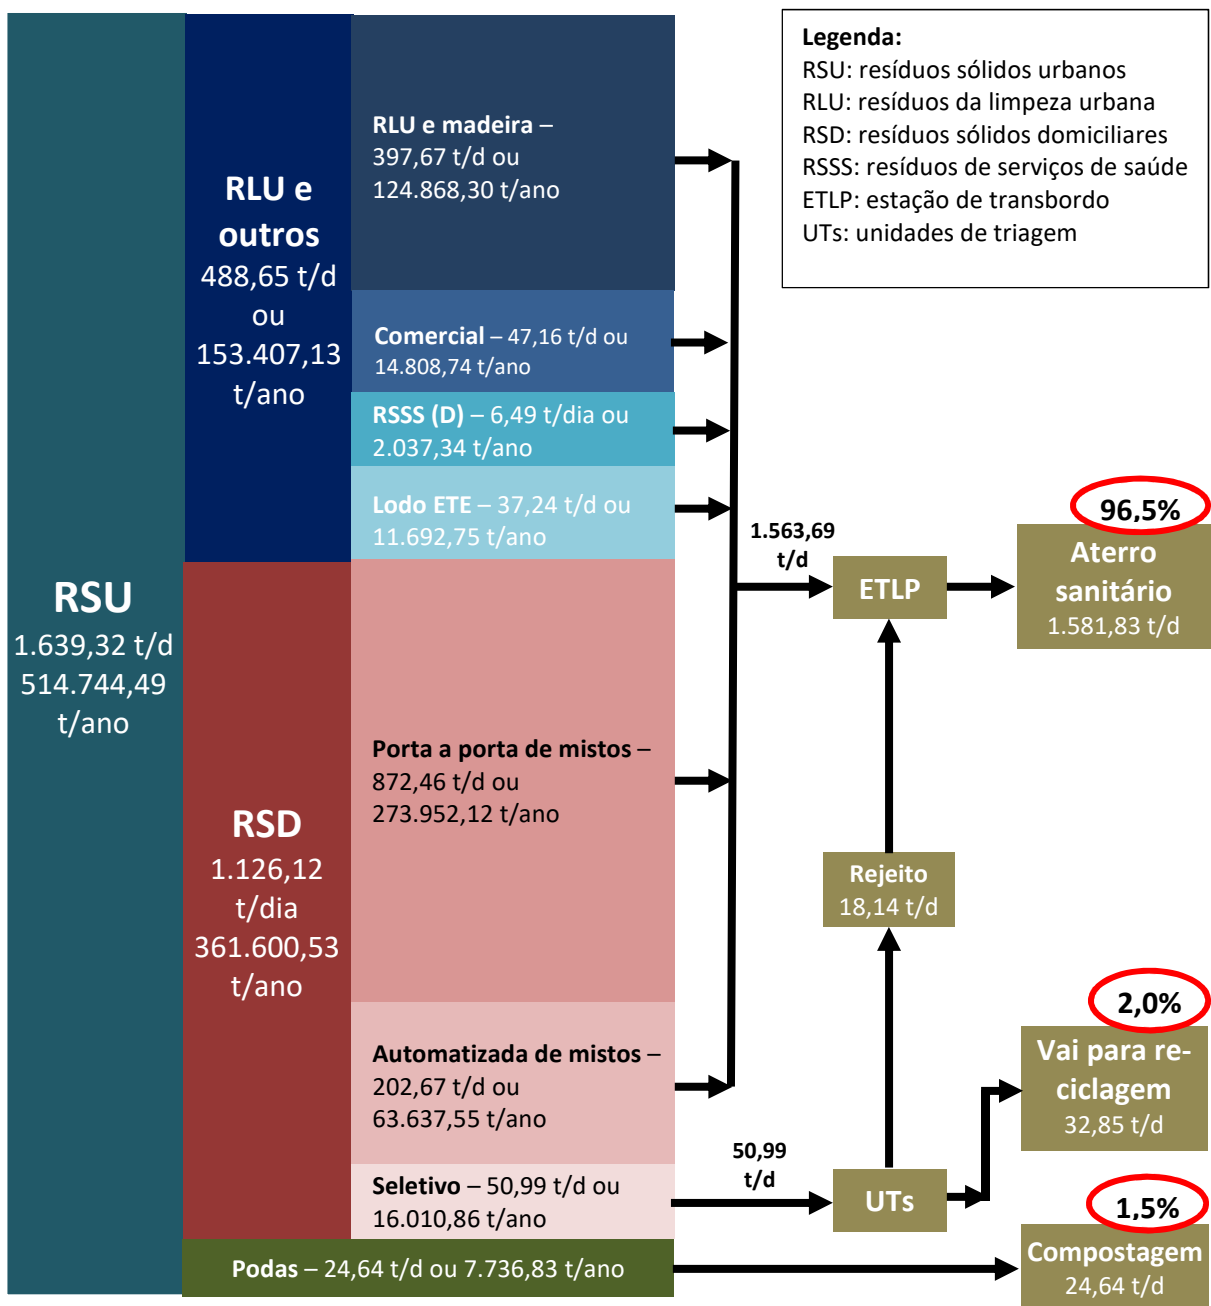 RSU
1.639,32 t/d
514.744,49
t/ano
RLU e
outros
488,65 t/d
ou
153.407,13
t/ano
RSD
1.126,12
t/dia
361.600,53
t/ano
RLU e madeira –
397,67 t/d ou
124.868,30 t/ano
Comercial – 47,16 t/d ou
14.808,74 t/ano
RSSS (D) – 6,49 t/dia ou
2.037,34 t/ano
Lodo ETE – 37,24 t/d ou
11.692,75 t/ano
Porta a porta de mistos –
872,46 t/d ou
273.952,12 t/ano
Automatizada de mistos –
202,67 t/d ou
63.637,55 t/ano
Seletivo – 50,99 t/d ou
16.010,86 t/ano
Podas – 24,64 t/d ou 7.736,83 t/ano
Legenda:
RSU: resíduos sólidos urbanos
RLU: resíduos da limpeza urbana
RSD: resíduos sólidos domiciliares
RSSS: resíduos de serviços de saúde
ETLP: estação de transbordo
UTs: unidades de triagem
1.563,69
t/d
ETLP
96,5%
Aterro
sanitário
1.581,83 t/d
Rejeito
18,14 t/d
50,99
t/d
UTs
2,0%
Vai para re-
ciclagem
32,85 t/d
1,5%
Compostagem
24,64 t/d